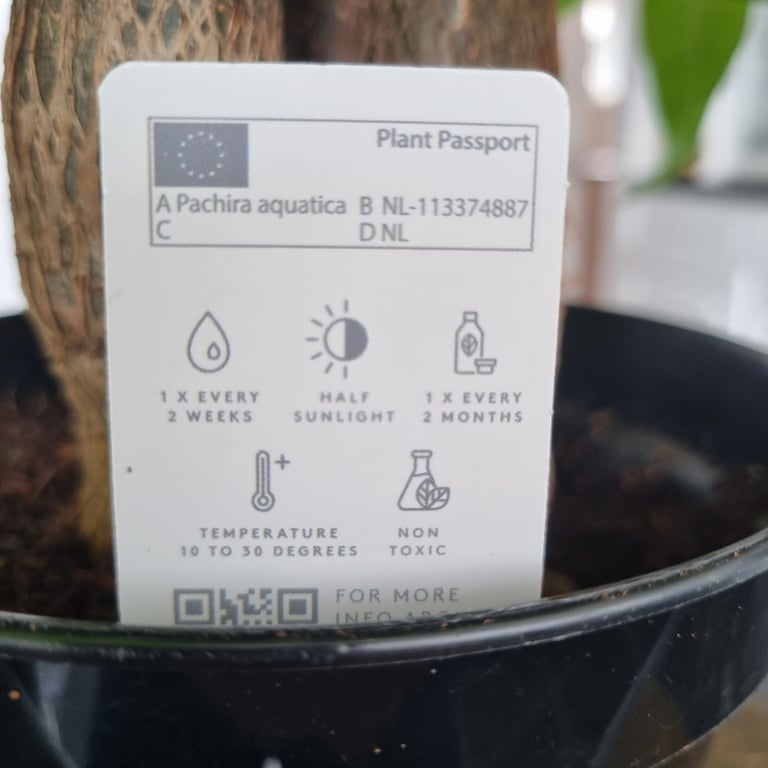 Plant Passport
A Pachira aquatica B NL-113374887
C D NL
1 X EVERY 2 WEEKS
HALF SUNLIGHT
1 X EVERY 2 MONTHS
TEMPERATURE
10 TO 30 DEGREES
NON TOXIC
FOR MORE
INFO